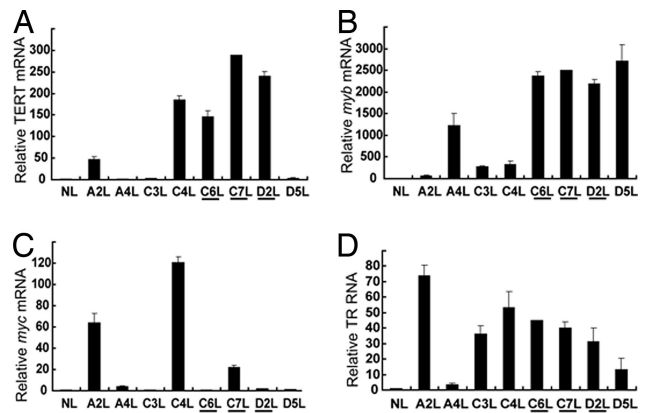 A
Relative TERT mRNA
300
250
200
150
100
50
0
NL A2L A4L C3L C4L C6L C7L D2L D5L
B
Relative myb mRNA
3000
2500
2000
1500
1000
500
0
NL A2L A4L C3L C4L C6L C7L D2L D5L
C
Relative myc mRNA
120
100
80
60
40
20
0
NL A2L A4L C3L C4L C6L C7L D2L D5L
D
Relative TR RNA
80
70
60
50
40
30
20
10
0
NL A2L A4L C3L C4L C6L C7L D2L D5L